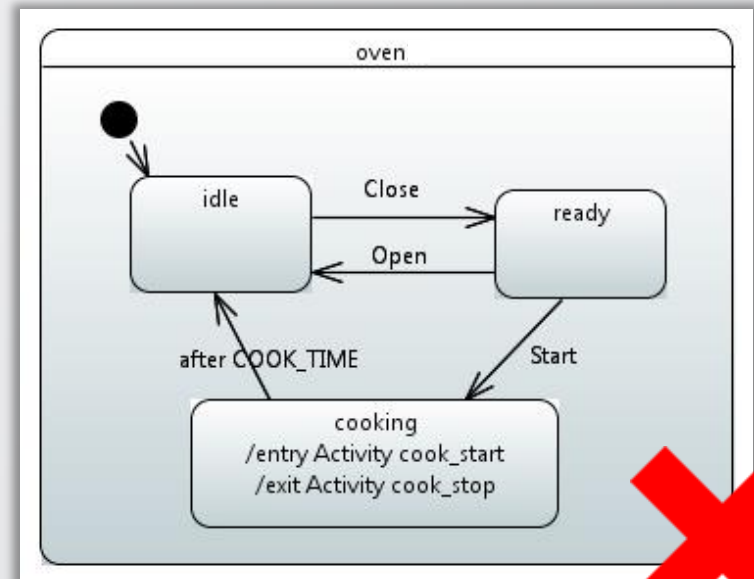 oven
idle
Close
ready
Open
after COOK_TIME
Start
cooking
/entry Activity cook_start
/exit Activity cook_stop